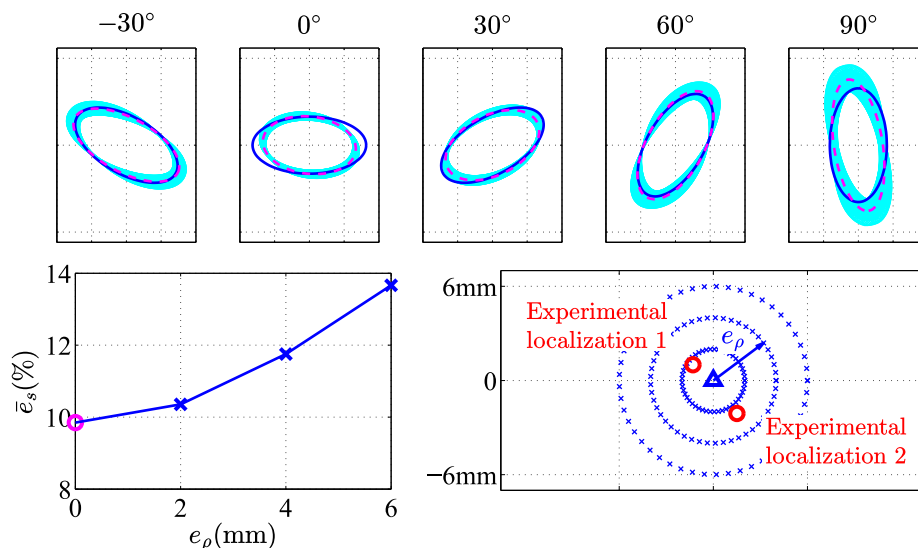 −30° 0° 30° 60° 90°
14
12
10
8
ēₛ(%)
0 2 4 6
e_ρ(mm)
6mm
0
−6mm
Experimental
localization 1
e_ρ
Experimental
localization 2